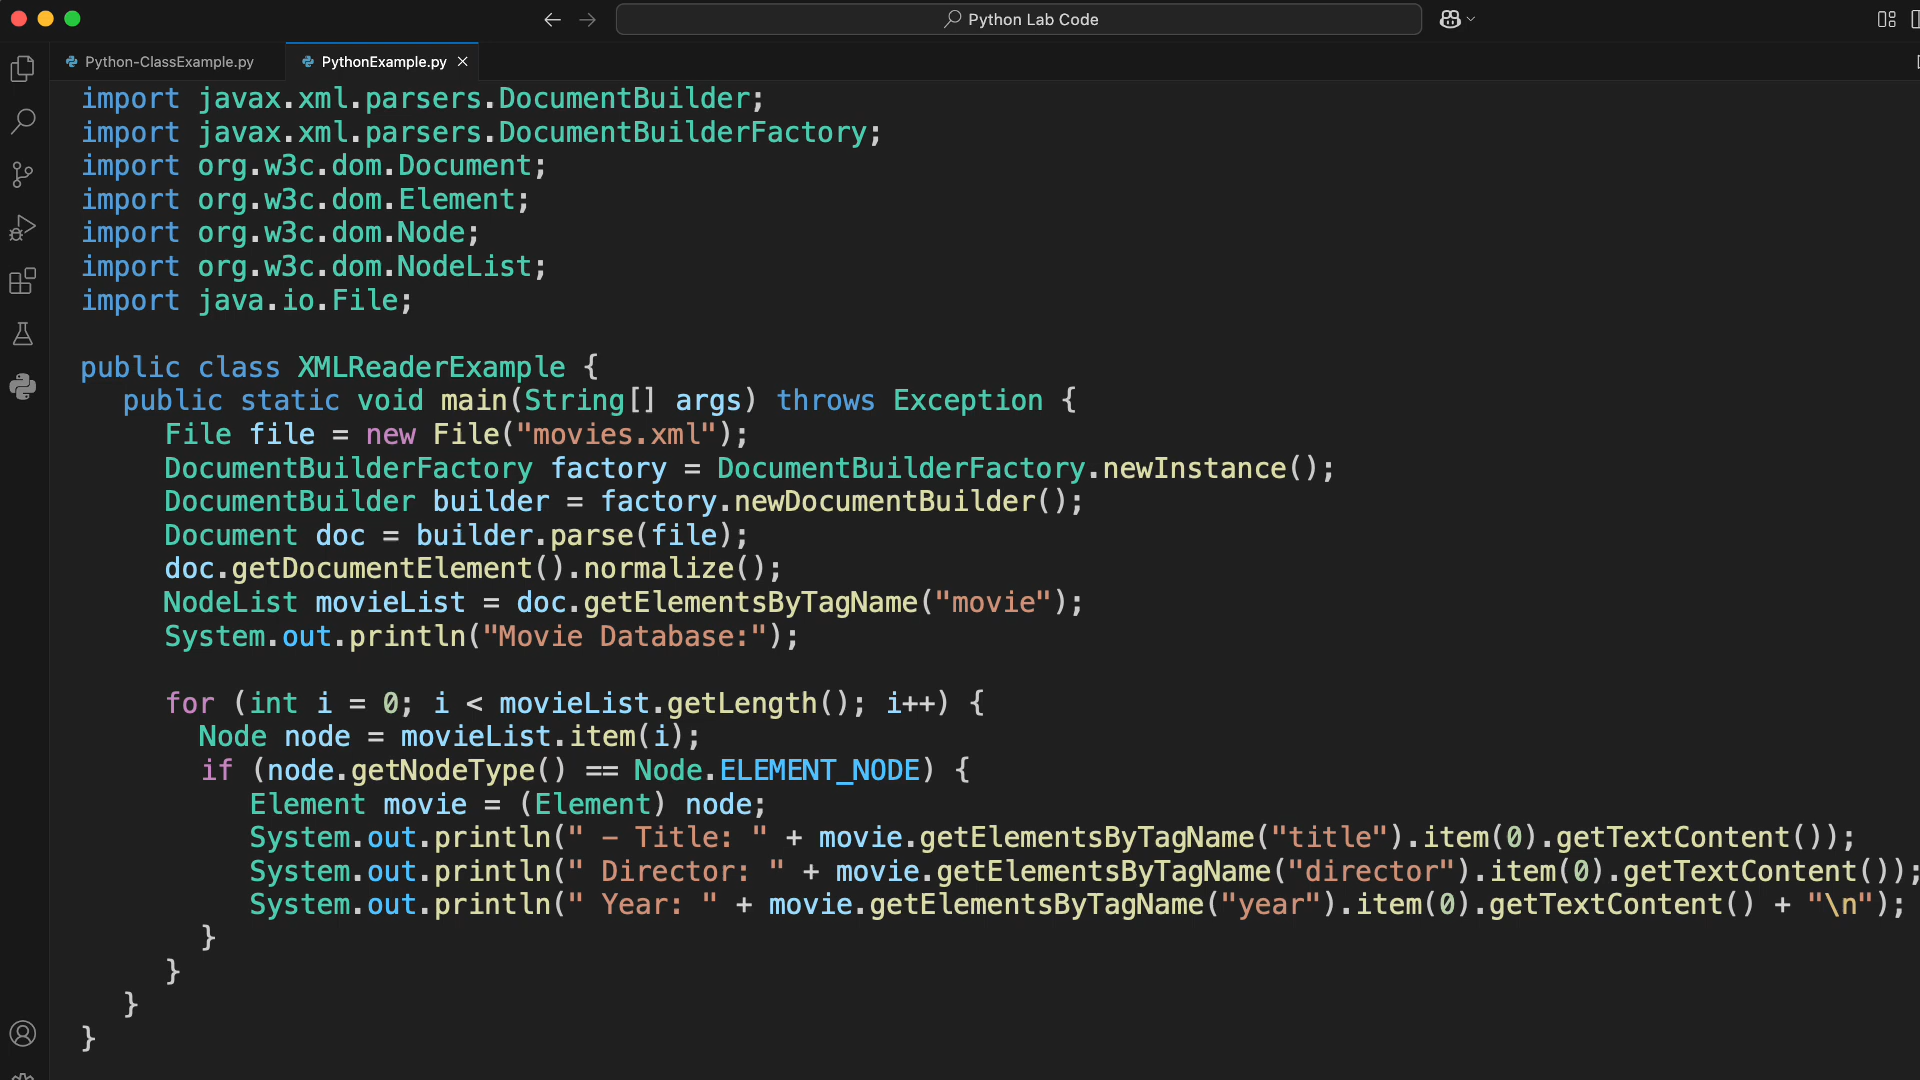 Python Lab Code
Python-ClassExample.py
PythonExample.py
import javax.xml.parsers.DocumentBuilder;
import javax.xml.parsers.DocumentBuilderFactory;
import org.w3c.dom.Document;
import org.w3c.dom.Element;
import org.w3c.dom.Node;
import org.w3c.dom.NodeList;
import java.io.File;

public class XMLReaderExample {
  public static void main(String[] args) throws Exception {
    File file = new File("movies.xml");
    DocumentBuilderFactory factory = DocumentBuilderFactory.newInstance();
    DocumentBuilder builder = factory.newDocumentBuilder();
    Document doc = builder.parse(file);
    doc.getDocumentElement().normalize();
    NodeList movieList = doc.getElementsByTagName("movie");
    System.out.println("Movie Database:");

    for (int i = 0; i < movieList.getLength(); i++) {
      Node node = movieList.item(i);
      if (node.getNodeType() == Node.ELEMENT_NODE) {
        Element movie = (Element) node;
        System.out.println(" – Title: " + movie.getElementsByTagName("title").item(0).getTextContent());
        System.out.println(" Director: " + movie.getElementsByTagName("director").item(0).getTextContent());
        System.out.println(" Year: " + movie.getElementsByTagName("year").item(0).getTextContent() + "\n");
      }
    }
  }
}